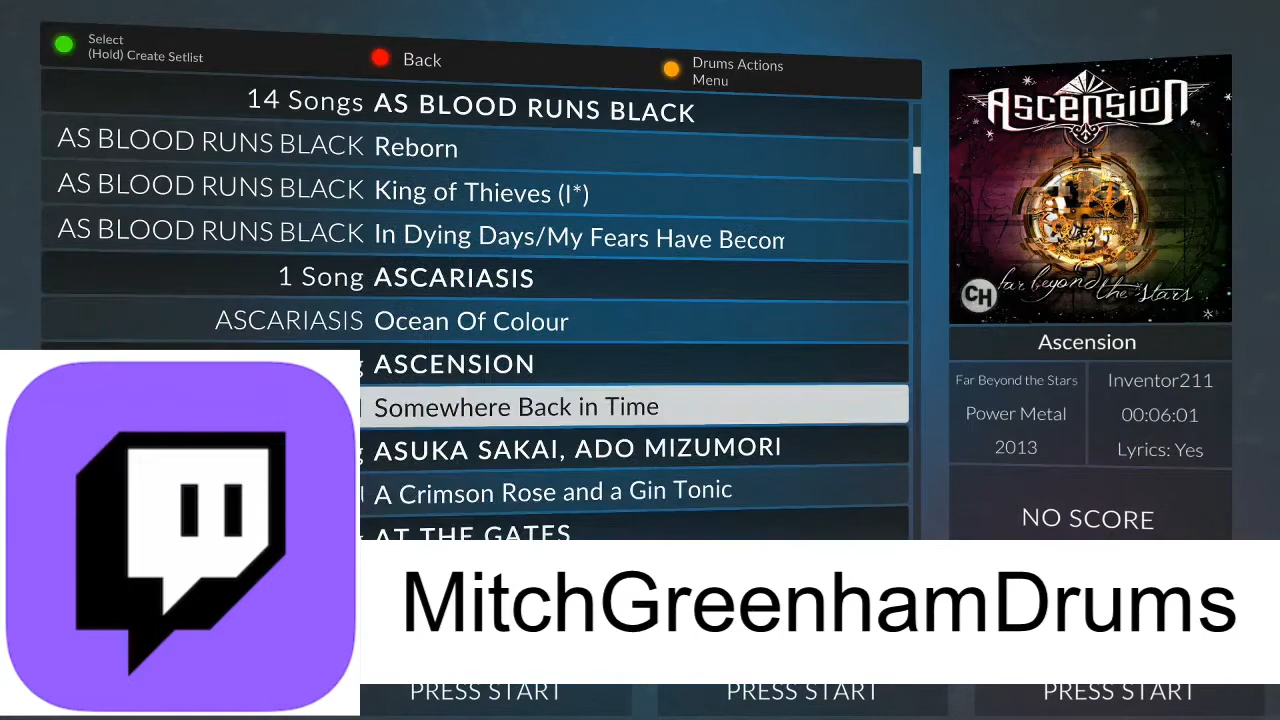 Select
(Hold) Create Setlist
Back
Drums Actions
Menu
14 Songs AS BLOOD RUNS BLACK
AS BLOOD RUNS BLACK Reborn
AS BLOOD RUNS BLACK King of Thieves (I*)
AS BLOOD RUNS BLACK In Dying Days/My Fears Have Becom
1 Song ASCARIASIS
ASCARIASIS Ocean Of Colour
ASCENSION
Somewhere Back in Time
ASUKA SAKAI, ADO MIZUMORI
A Crimson Rose and a Gin Tonic
AT THE GATES
ASCENSION
far beyond the stars
CH
Ascension
Far Beyond the Stars
Power Metal
2013
Inventor211
00:06:01
Lyrics: Yes
NO SCORE
MitchGreenhamDrums
PRESS START
PRESS START
PRESS START